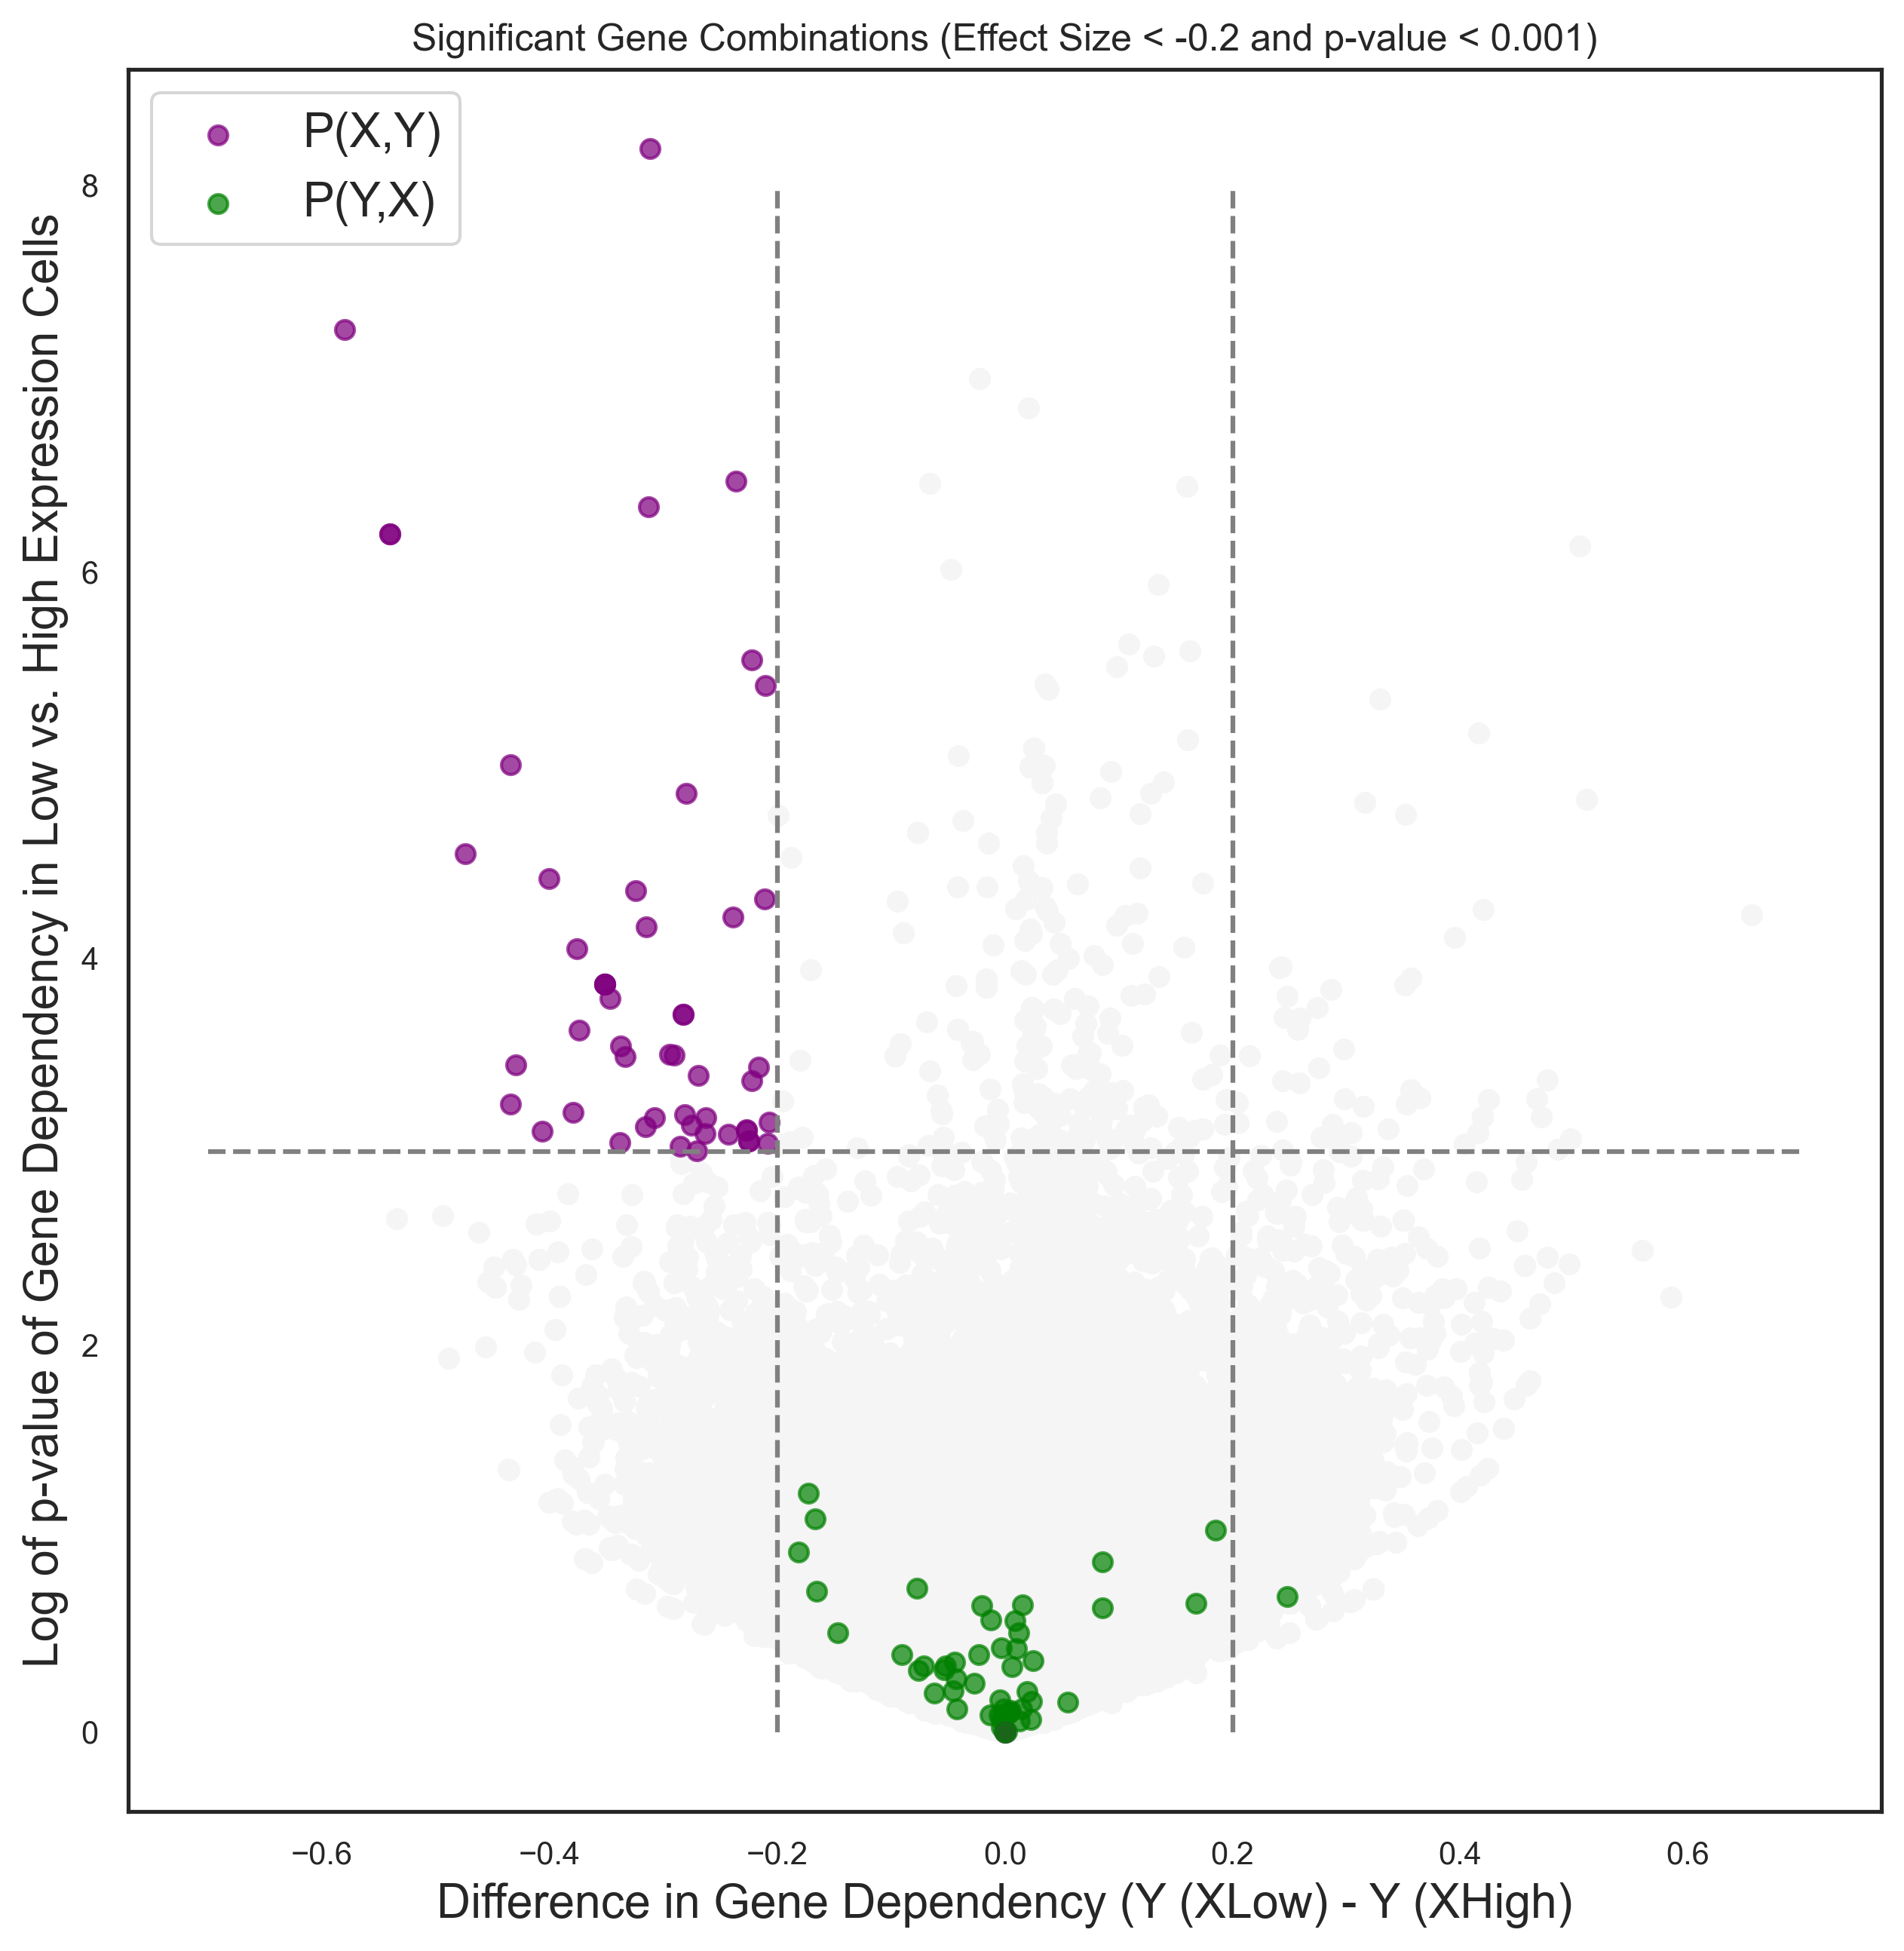 Significant Gene Combinations (Effect Size < -0.2 and p-value < 0.001)
P(X,Y)
P(Y,X)
Log of p-value of Gene Dependency in Low vs. High Expression Cells
8
6
4
2
0
−0.6 −0.4 −0.2 0.0 0.2 0.4 0.6
Difference in Gene Dependency (Y (XLow) - Y (XHigh)